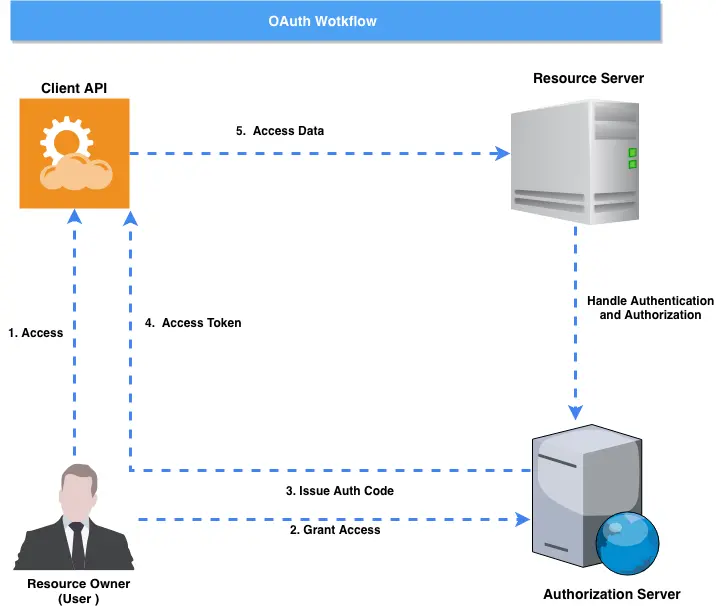 OAuth Wotkflow
Client API
Resource Server
5. Access Data
Handle Authentication
and Authorization
1. Access
4. Access Token
3. Issue Auth Code
2. Grant Access
Resource Owner
(User )
Authorization Server